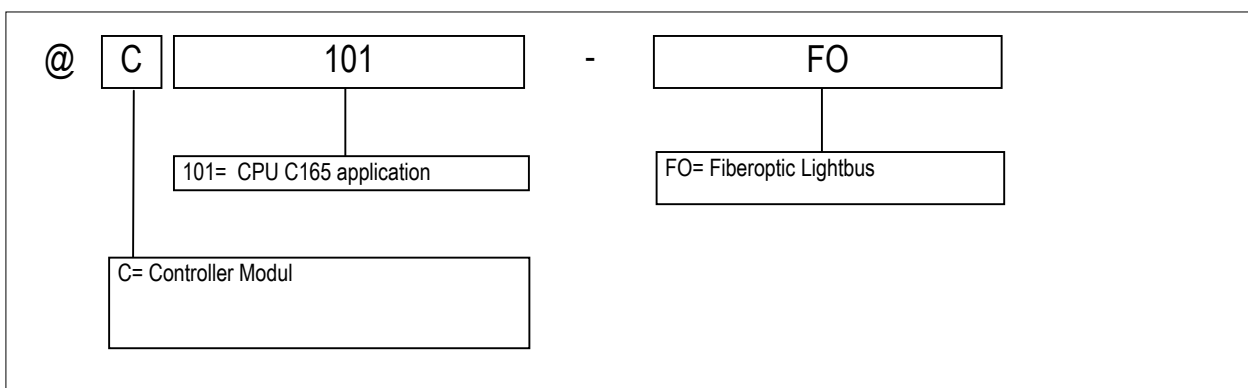 @ C 101 - FO
101= CPU C165 application
FO= Fiberoptic Lightbus
C= Controller Modul